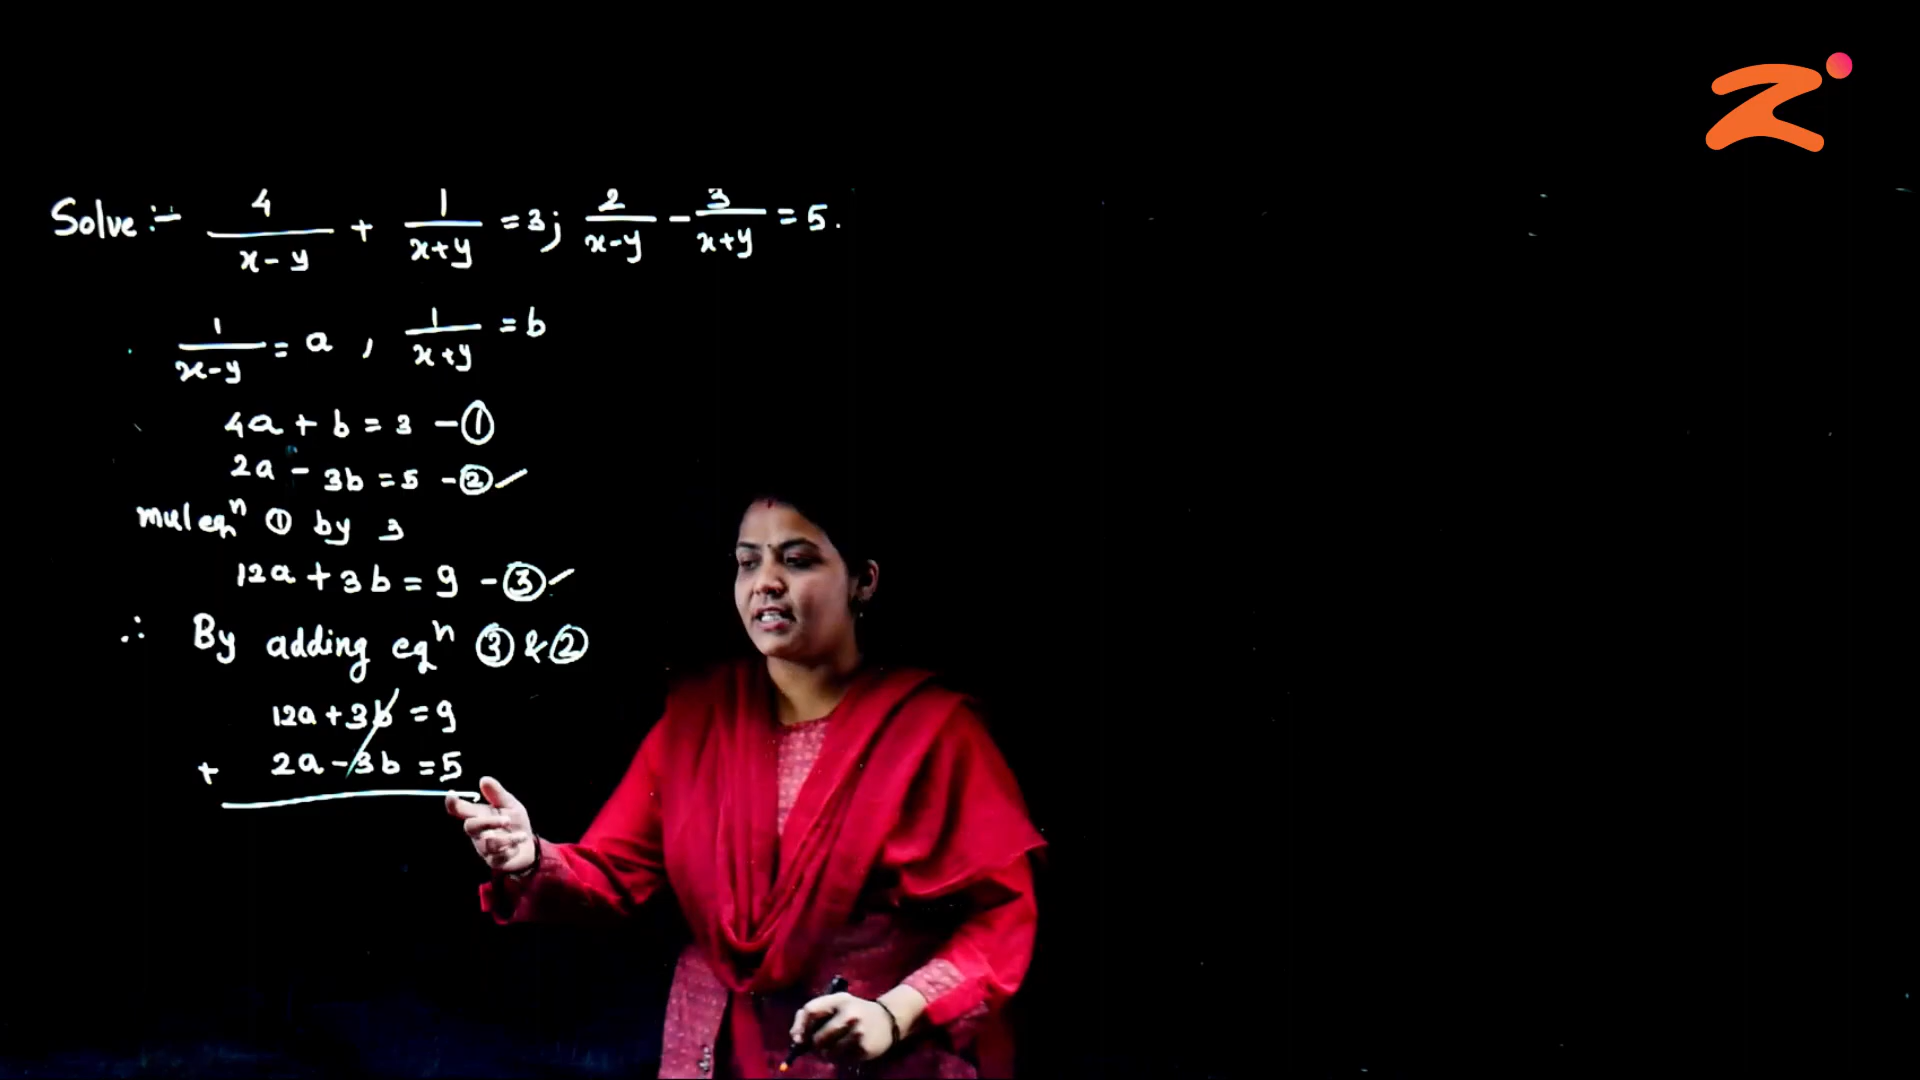 Solve :- 4/(x-y) + 1/(x+y) = 3; 2/(x-y) - 3/(x+y) = 5.
1/(x-y) = a, 1/(x+y) = b
4a + b = 3 - ①
2a - 3b = 5 - ② ✓
mul eqⁿ ① by 3
12a + 3b = 9 - ③ ✓
∴ By adding eqⁿ ③ & ②
12a + 3b = 9
+ 2a - 3b = 5